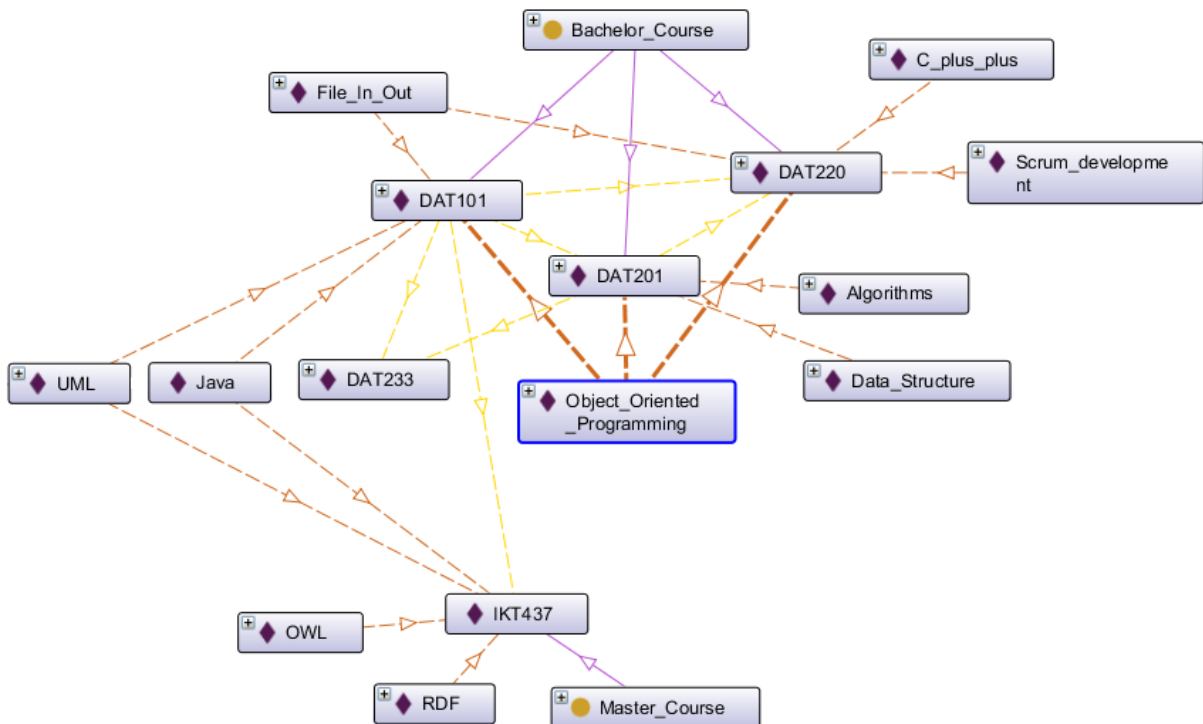 Bachelor_Course
C_plus_plus
File_In_Out
DAT220
Scrum_developme
nt
DAT101
DAT201
Algorithms
UML
Java
DAT233
Data_Structure
Object_Oriented
_Programming
IKT437
OWL
RDF
Master_Course